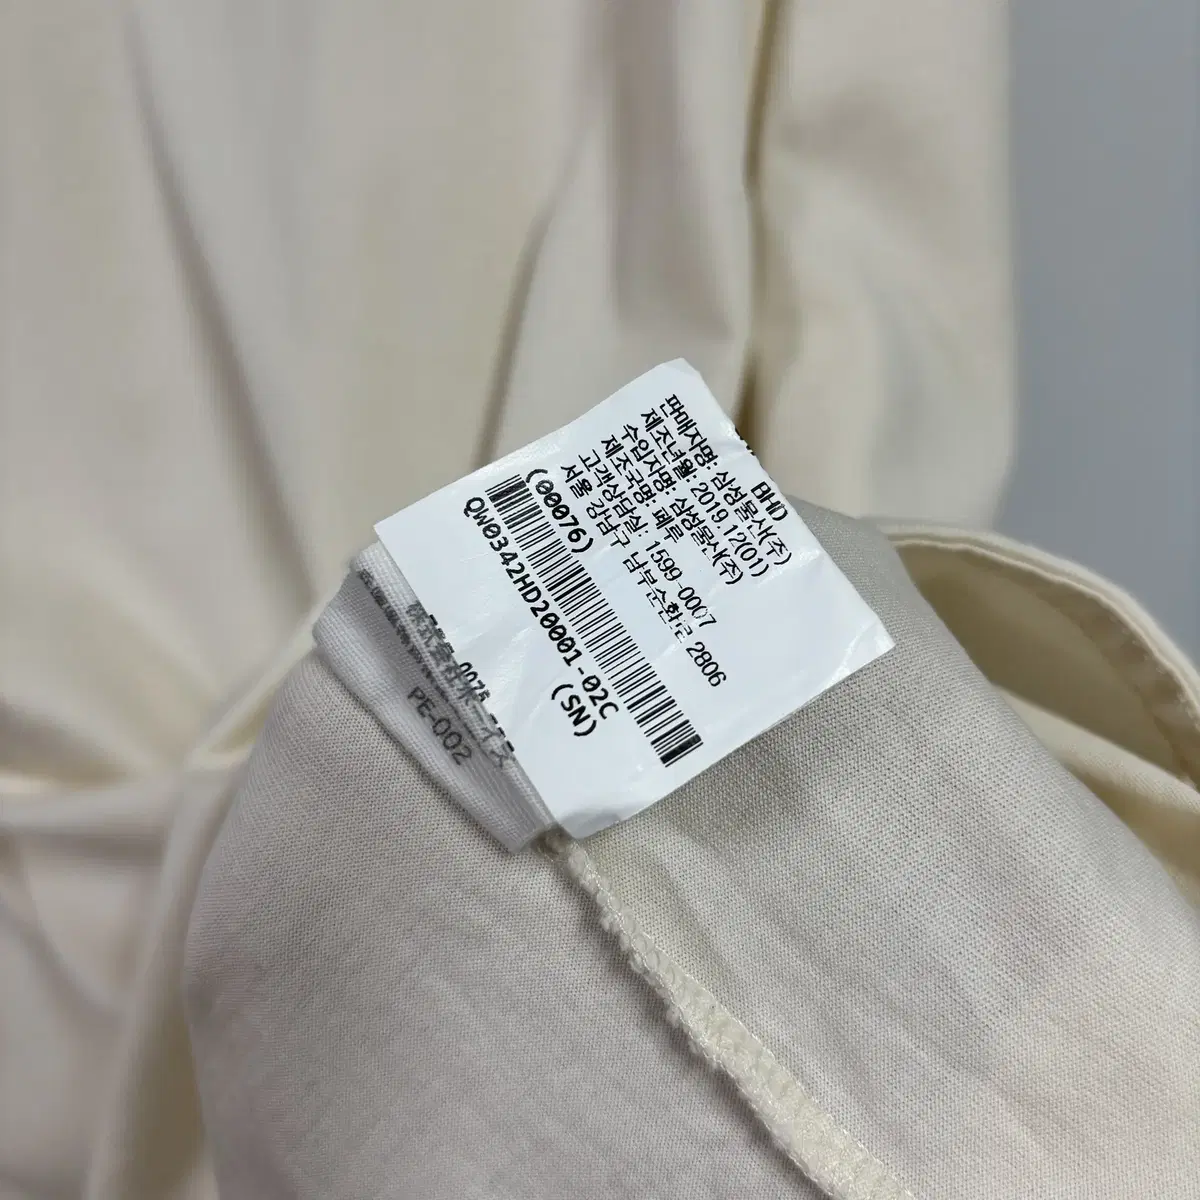 BHD
판매자명: 삼성물산(주)
제조년월: 2019.12(01)
수입자명: 삼성물산(주)
제조국명: 페루
고객상담실: 1599-0007
서울 강남구 남부순환로 2806
(00076)
QW0342HD20001-02C
(SN)
PE-002